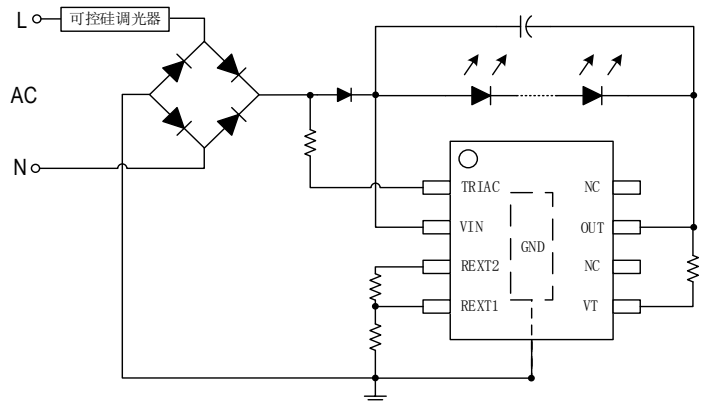 L
可控硅调光器
AC
N
TRIAC
NC
VIN
OUT
GND
REXT2
NC
REXT1
VT